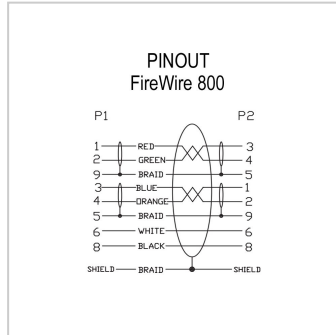 PINOUT
FireWire 800
P1 P2
1 RED 3
2 GREEN 4
9 BRAID 5
3 BLUE 1
4 ORANGE 2
5 BRAID 9
6 WHITE 6
8 BLACK 8
SHIELD BRAID SHIELD